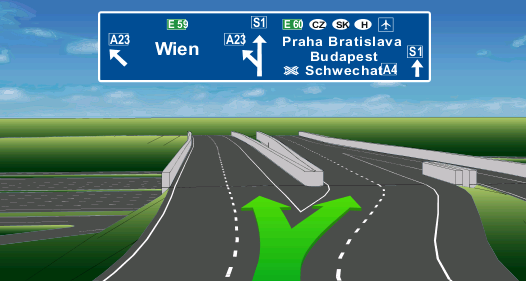 E 59 S1 E 60 CZ SK H
A23 Wien A23 Praha Bratislava
Budapest S1
Schwechat A4